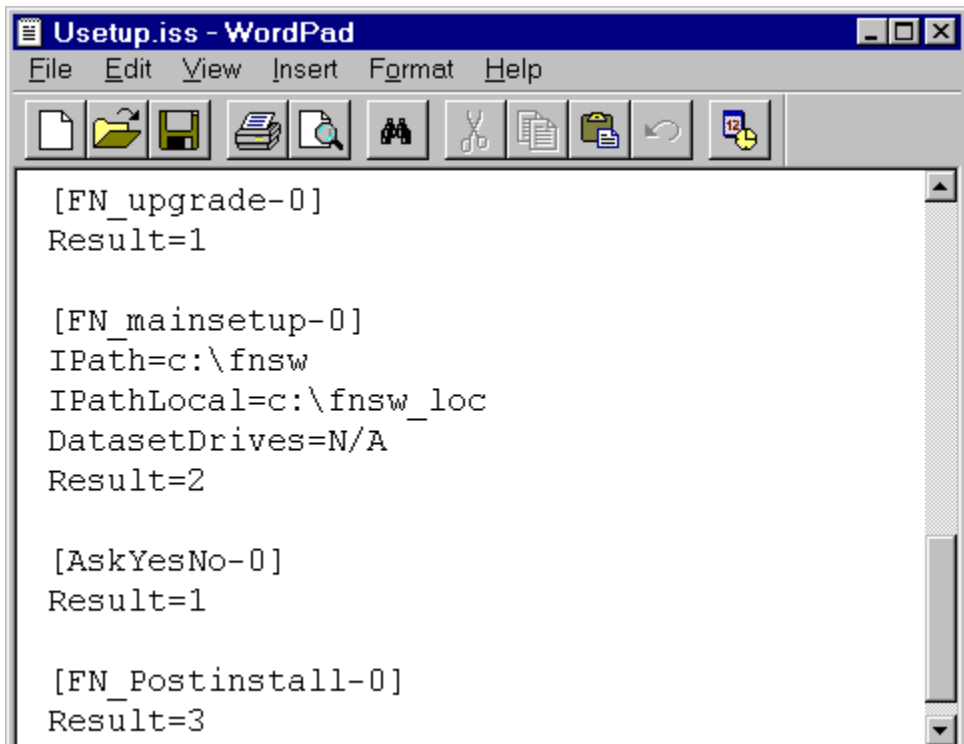 Usetup.iss - WordPad
File Edit View Insert Format Help
12
[FN_upgrade-0]
Result=1
[FN_mainsetup-0]
IPath=c:\fnsw
IPathLocal=c:\fnsw_loc
DatasetDrives=N/A
Result=2
[AskYesNo-0]
Result=1
[FN_Postinstall-0]
Result=3